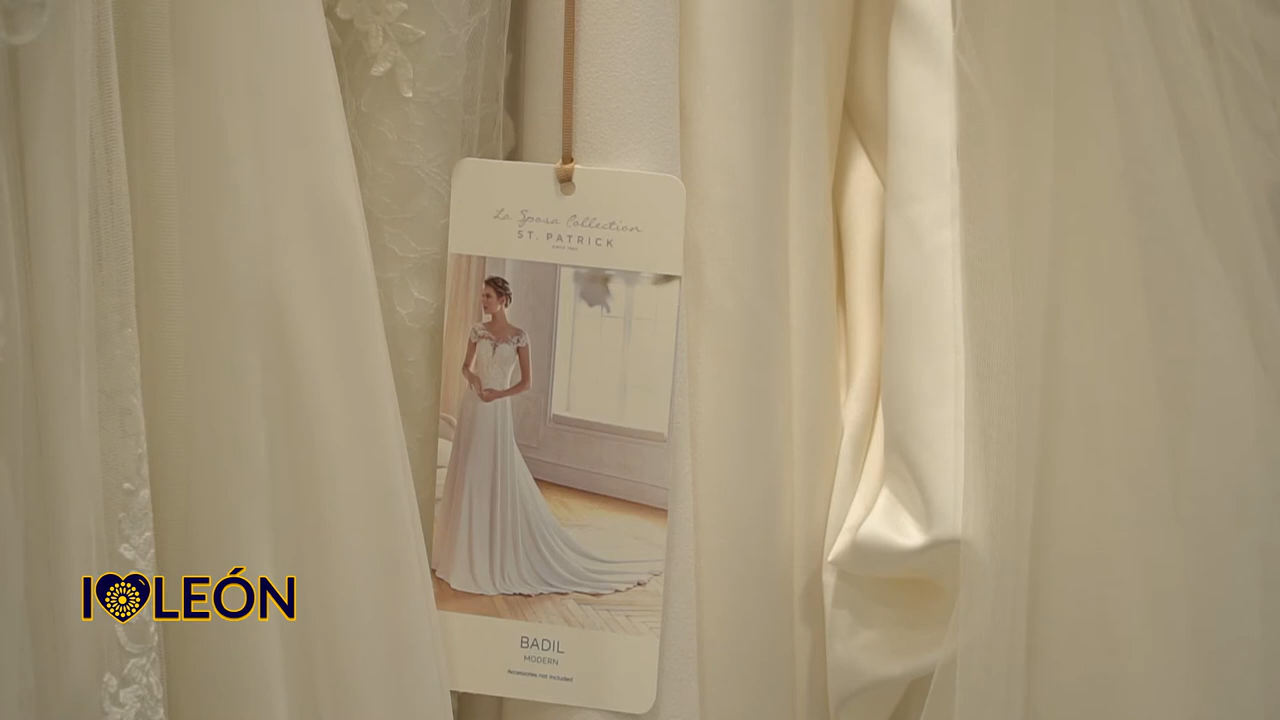 La Sposa Collection
ST. PATRICK
BADIL
MODERN
Accessories not included
I LEÓN